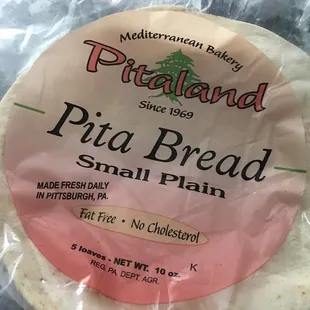 Mediterranean Bakery
Pitaland
Since 1969
Pita Bread
Small Plain
MADE FRESH DAILY
IN PITTSBURGH, PA.
Fat Free • No Cholesterol
5 loaves - NET WT. 10 oz. K
REG. PA. DEPT. AGR.